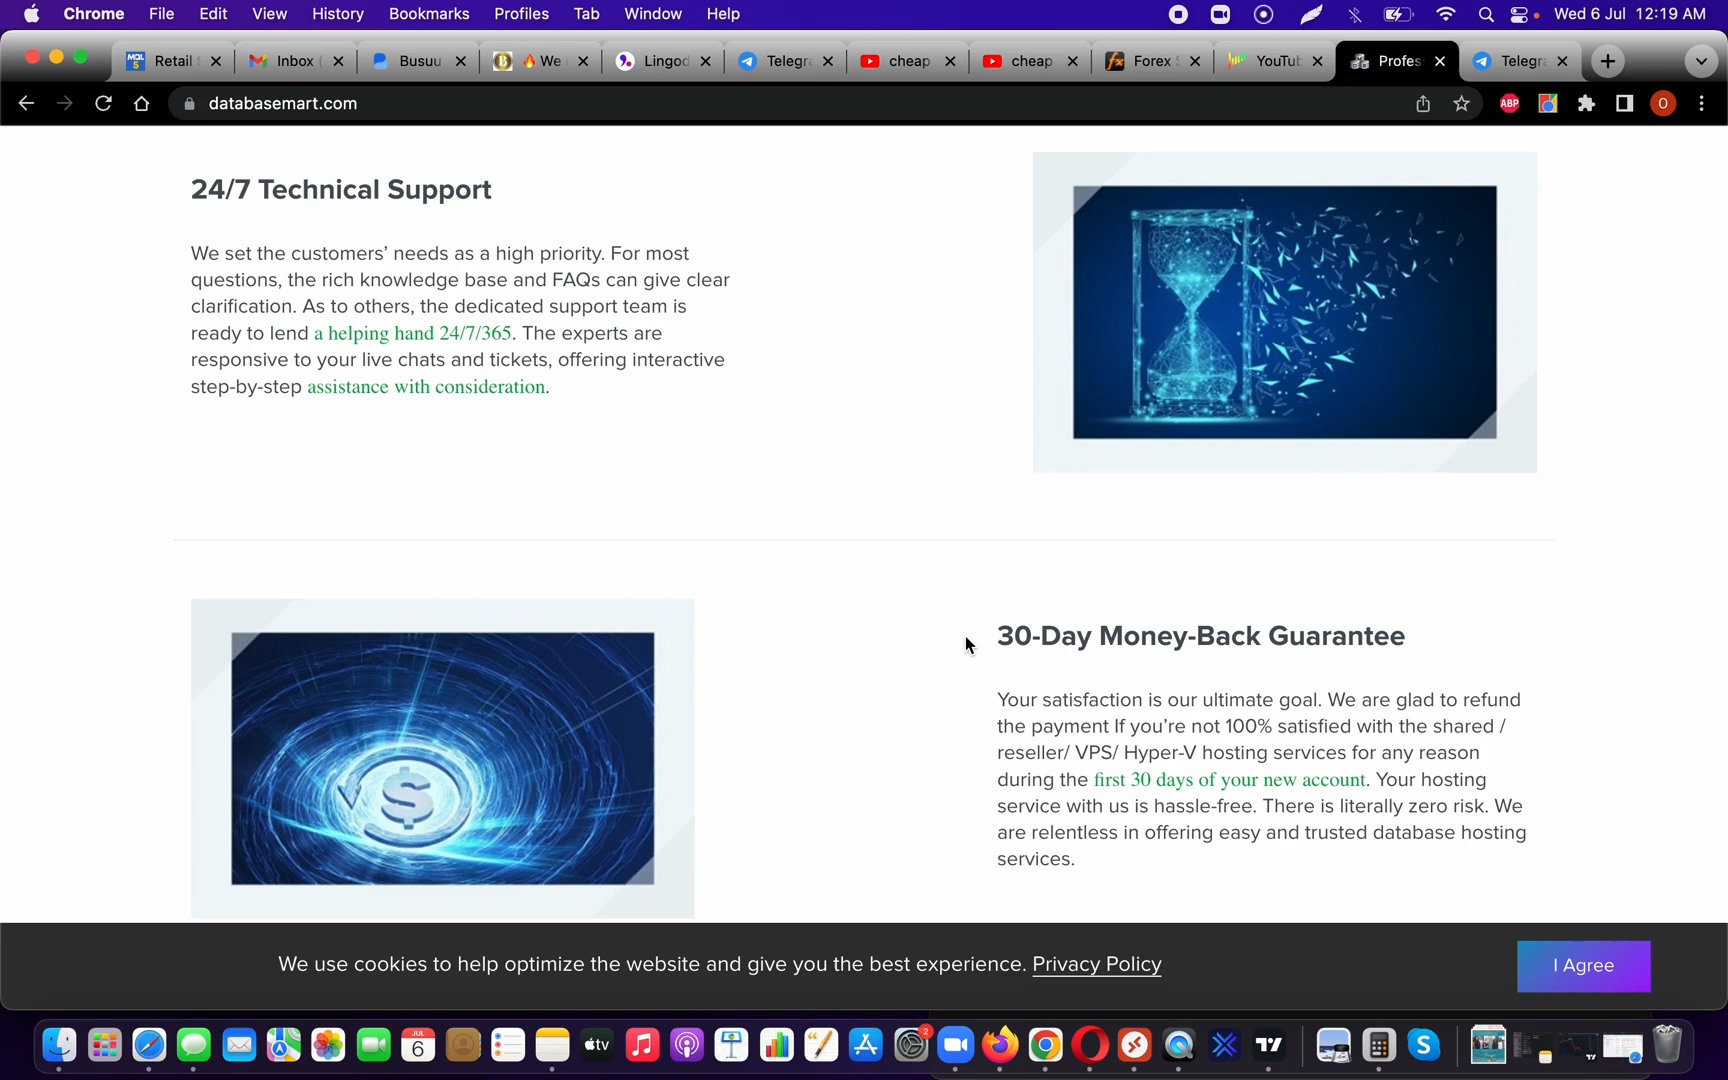 Chrome File Edit View History Bookmarks Profiles Tab Window Help Wed 6 Jul 12:19 AM
Retail Inbox Busuu We Lingod Telegr cheap cheap Forex YouTu Profes Telegr
databasemart.com ABP O
24/7 Technical Support
We set the customers’ needs as a high priority. For most
questions, the rich knowledge base and FAQs can give clear
clarification. As to others, the dedicated support team is
ready to lend a helping hand 24/7/365. The experts are
responsive to your live chats and tickets, offering interactive
step-by-step assistance with consideration.
30-Day Money-Back Guarantee
Your satisfaction is our ultimate goal. We are glad to refund
the payment If you’re not 100% satisfied with the shared /
reseller/ VPS/ Hyper-V hosting services for any reason
during the first 30 days of your new account. Your hosting
service with us is hassle-free. There is literally zero risk. We
are relentless in offering easy and trusted database hosting
services.
We use cookies to help optimize the website and give you the best experience. Privacy Policy
I Agree
JUL
6
tv
2